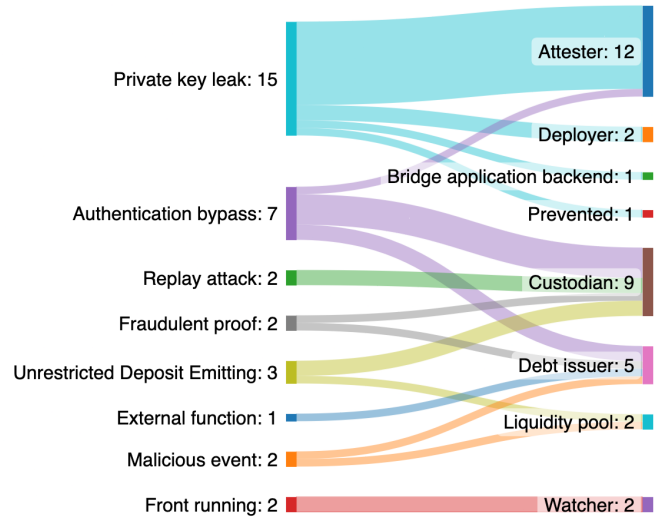 Private key leak: 15
Authentication bypass: 7
Replay attack: 2
Fraudulent proof: 2
Unrestricted Deposit Emitting: 3
External function: 1
Malicious event: 2
Front running: 2
Attester: 12
Deployer: 2
Bridge application backend: 1
Prevented: 1
Custodian: 9
Debt issuer: 5
Liquidity pool: 2
Watcher: 2